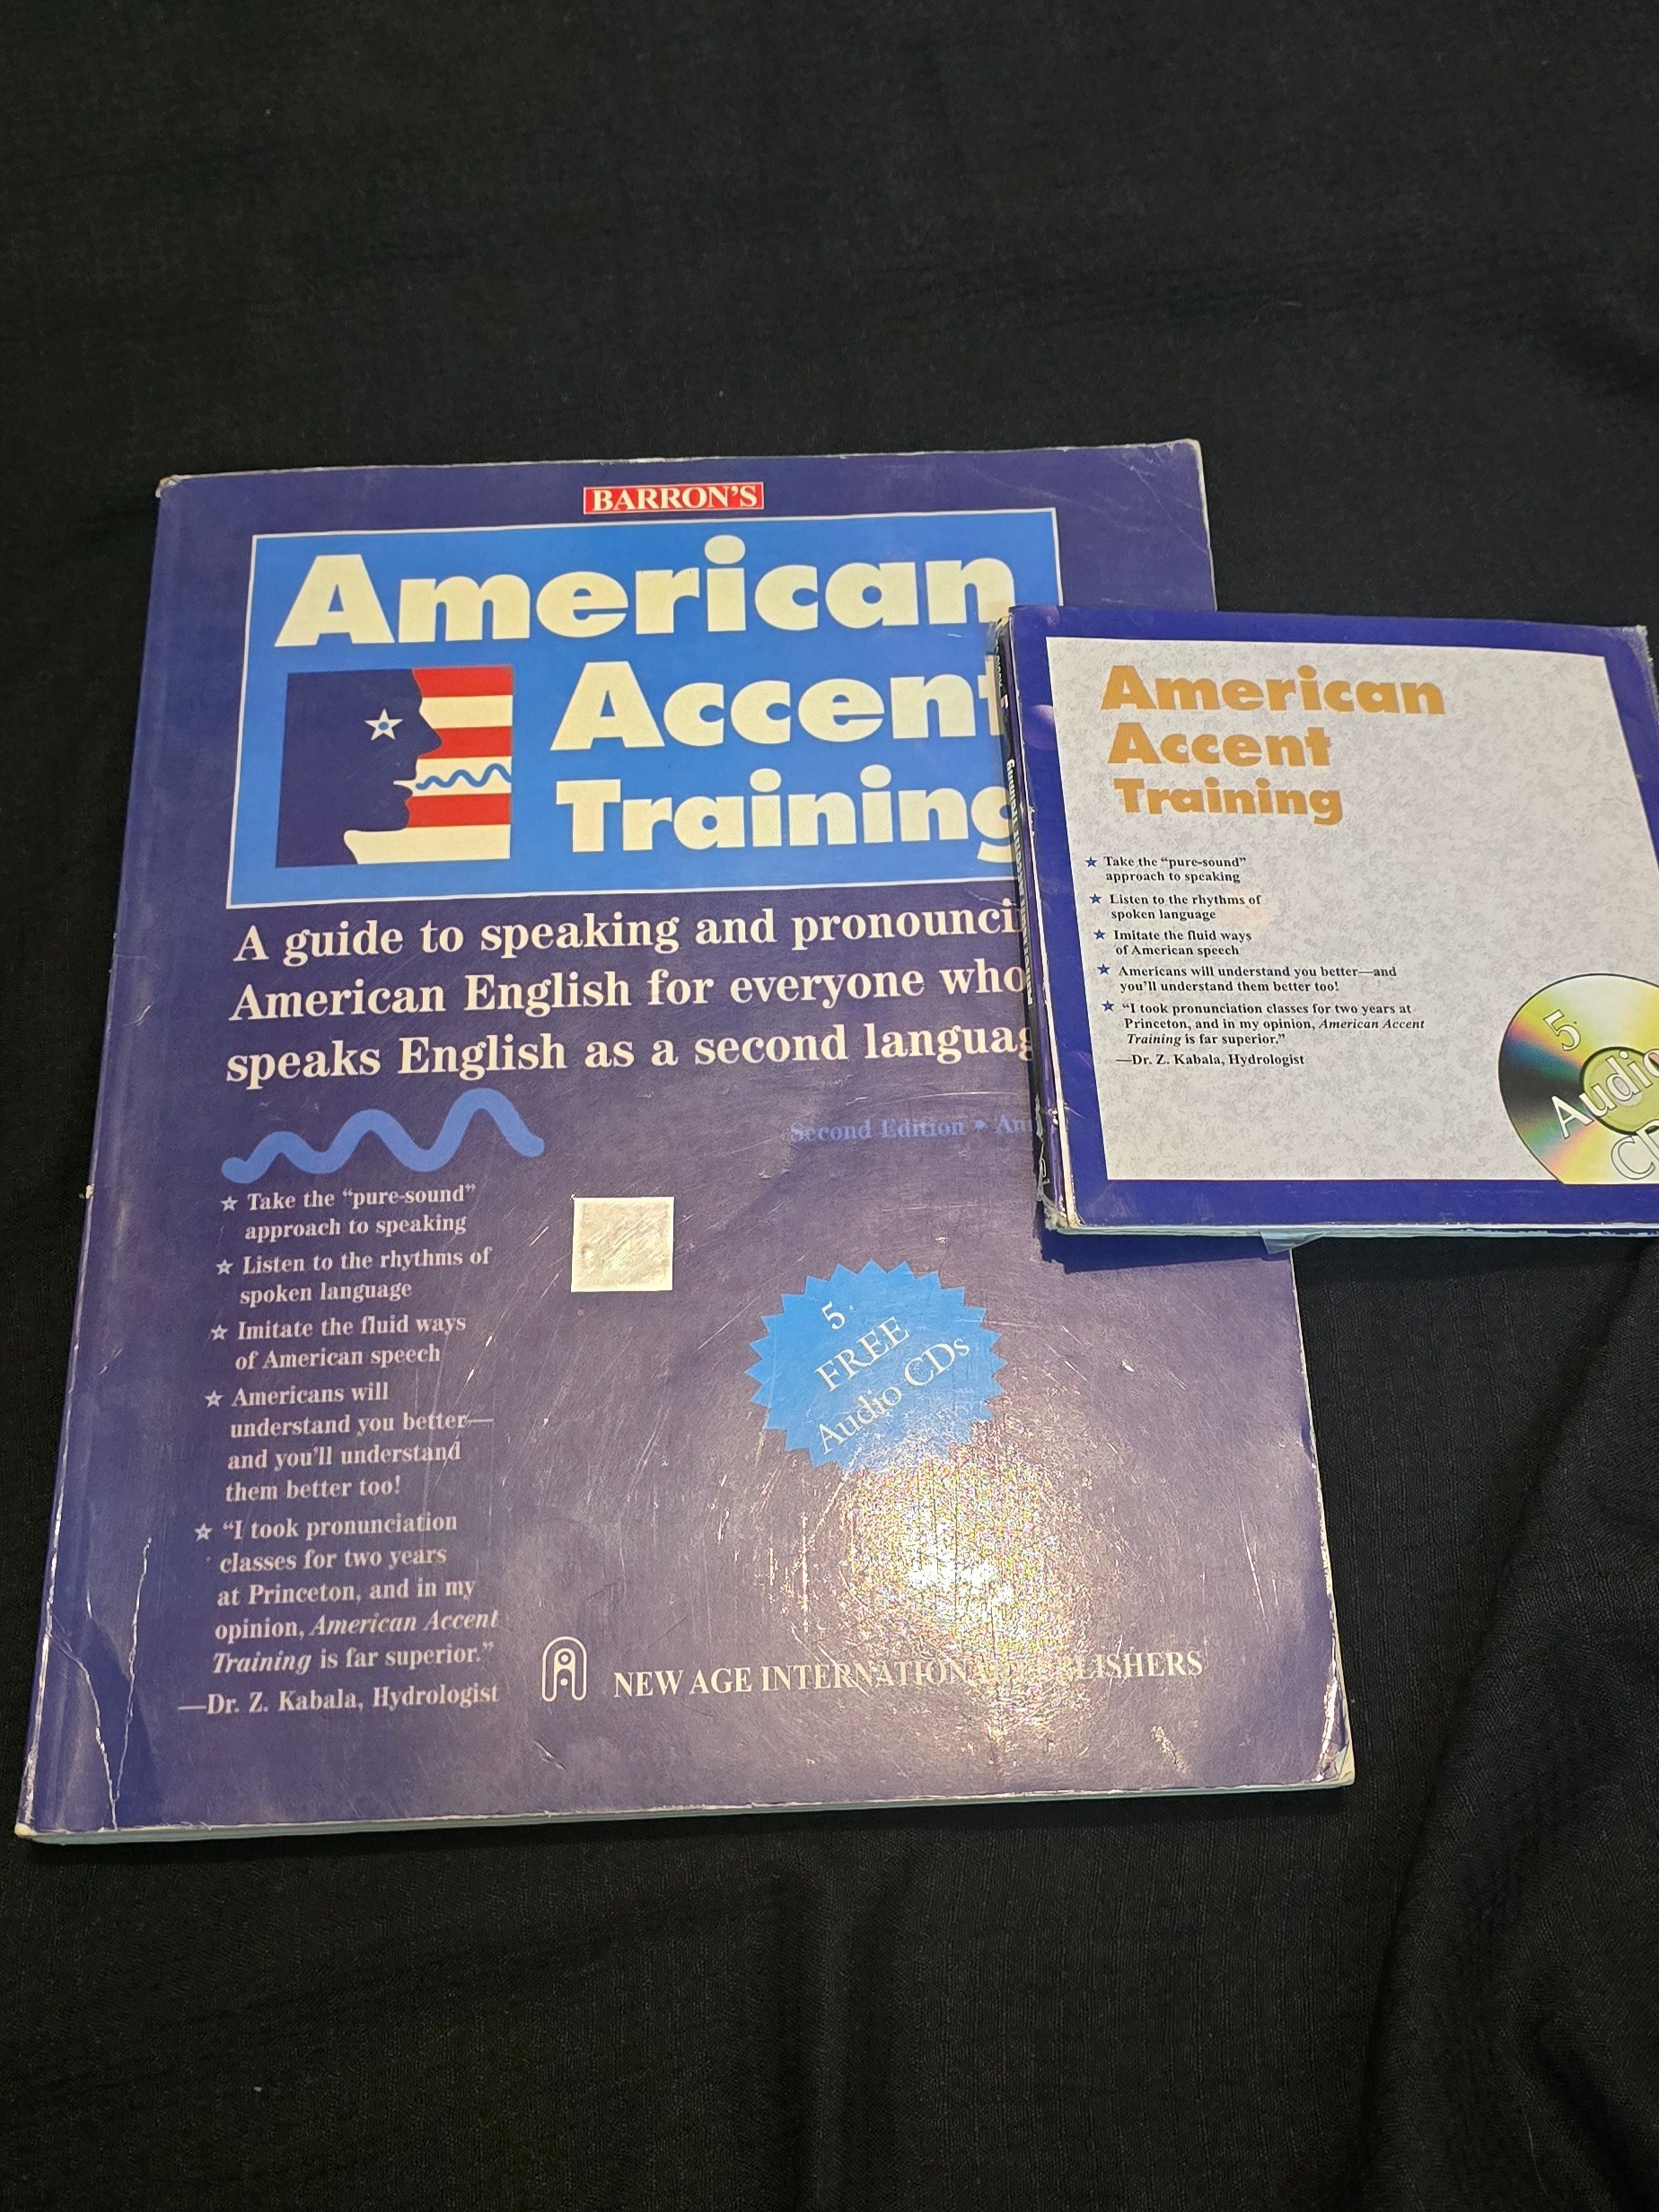 BARRON'S
American
Accent
Training
A guide to speaking and pronounci
American English for everyone who
speaks English as a second languag
Second Edition • An
☆ Take the “pure-sound”
approach to speaking
☆ Listen to the rhythms of
spoken language
☆ Imitate the fluid ways
of American speech
☆ Americans will
understand you better—
and you'll understand
them better too!
☆ “I took pronunciation
classes for two years
at Princeton, and in my
opinion, American Accent
Training is far superior.”
—Dr. Z. Kabala, Hydrologist
5
FREE
Audio CDs
NEW AGE INTERNATIONAL PUBLISHERS
American
Accent
Training
★ Take the “pure-sound”
approach to speaking
★ Listen to the rhythms of
spoken language
★ Imitate the fluid ways
of American speech
★ Americans will understand you better—and
you'll understand them better too!
★ “I took pronunciation classes for two years at
Princeton, and in my opinion, American Accent
Training is far superior.”
—Dr. Z. Kabala, Hydrologist
5
Audio
CD